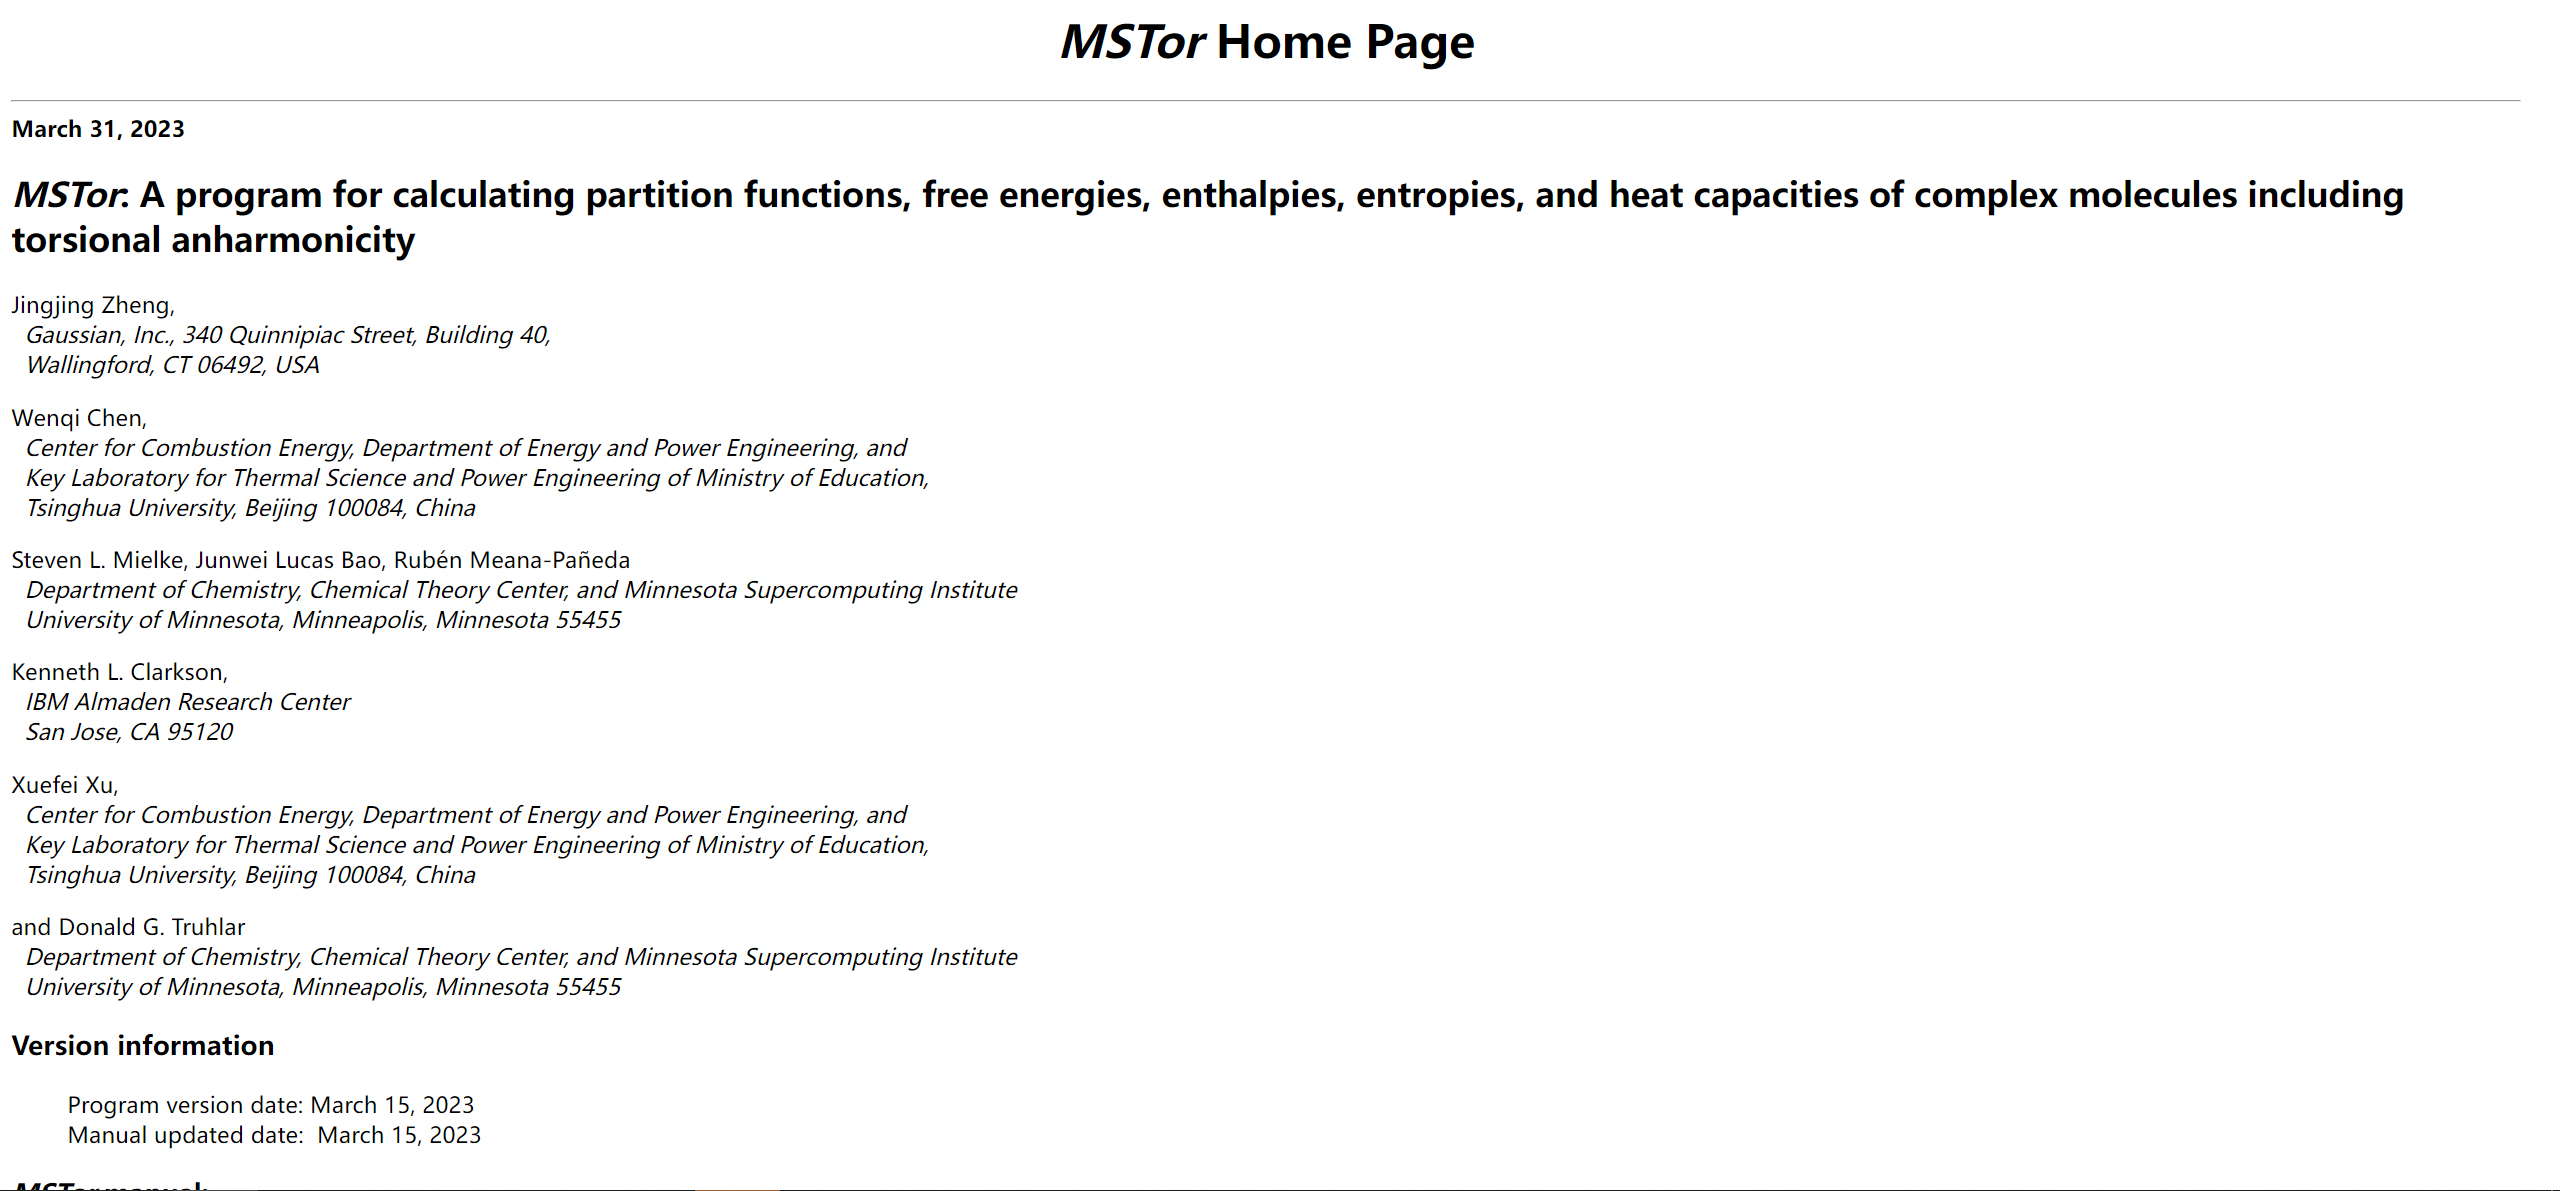 MSTor Home Page
March 31, 2023
MSTor: A program for calculating partition functions, free energies, enthalpies, entropies, and heat capacities of complex molecules including
torsional anharmonicity
Jingjing Zheng,
Gaussian, Inc., 340 Quinnipiac Street, Building 40,
Wallingford, CT 06492, USA
Wenqi Chen,
Center for Combustion Energy, Department of Energy and Power Engineering, and
Key Laboratory for Thermal Science and Power Engineering of Ministry of Education,
Tsinghua University, Beijing 100084, China
Steven L. Mielke, Junwei Lucas Bao, Rubén Meana-Pañeda
Department of Chemistry, Chemical Theory Center, and Minnesota Supercomputing Institute
University of Minnesota, Minneapolis, Minnesota 55455
Kenneth L. Clarkson,
IBM Almaden Research Center
San Jose, CA 95120
Xuefei Xu,
Center for Combustion Energy, Department of Energy and Power Engineering, and
Key Laboratory for Thermal Science and Power Engineering of Ministry of Education,
Tsinghua University, Beijing 100084, China
and Donald G. Truhlar
Department of Chemistry, Chemical Theory Center, and Minnesota Supercomputing Institute
University of Minnesota, Minneapolis, Minnesota 55455
Version information
Program version date: March 15, 2023
Manual updated date: March 15, 2023